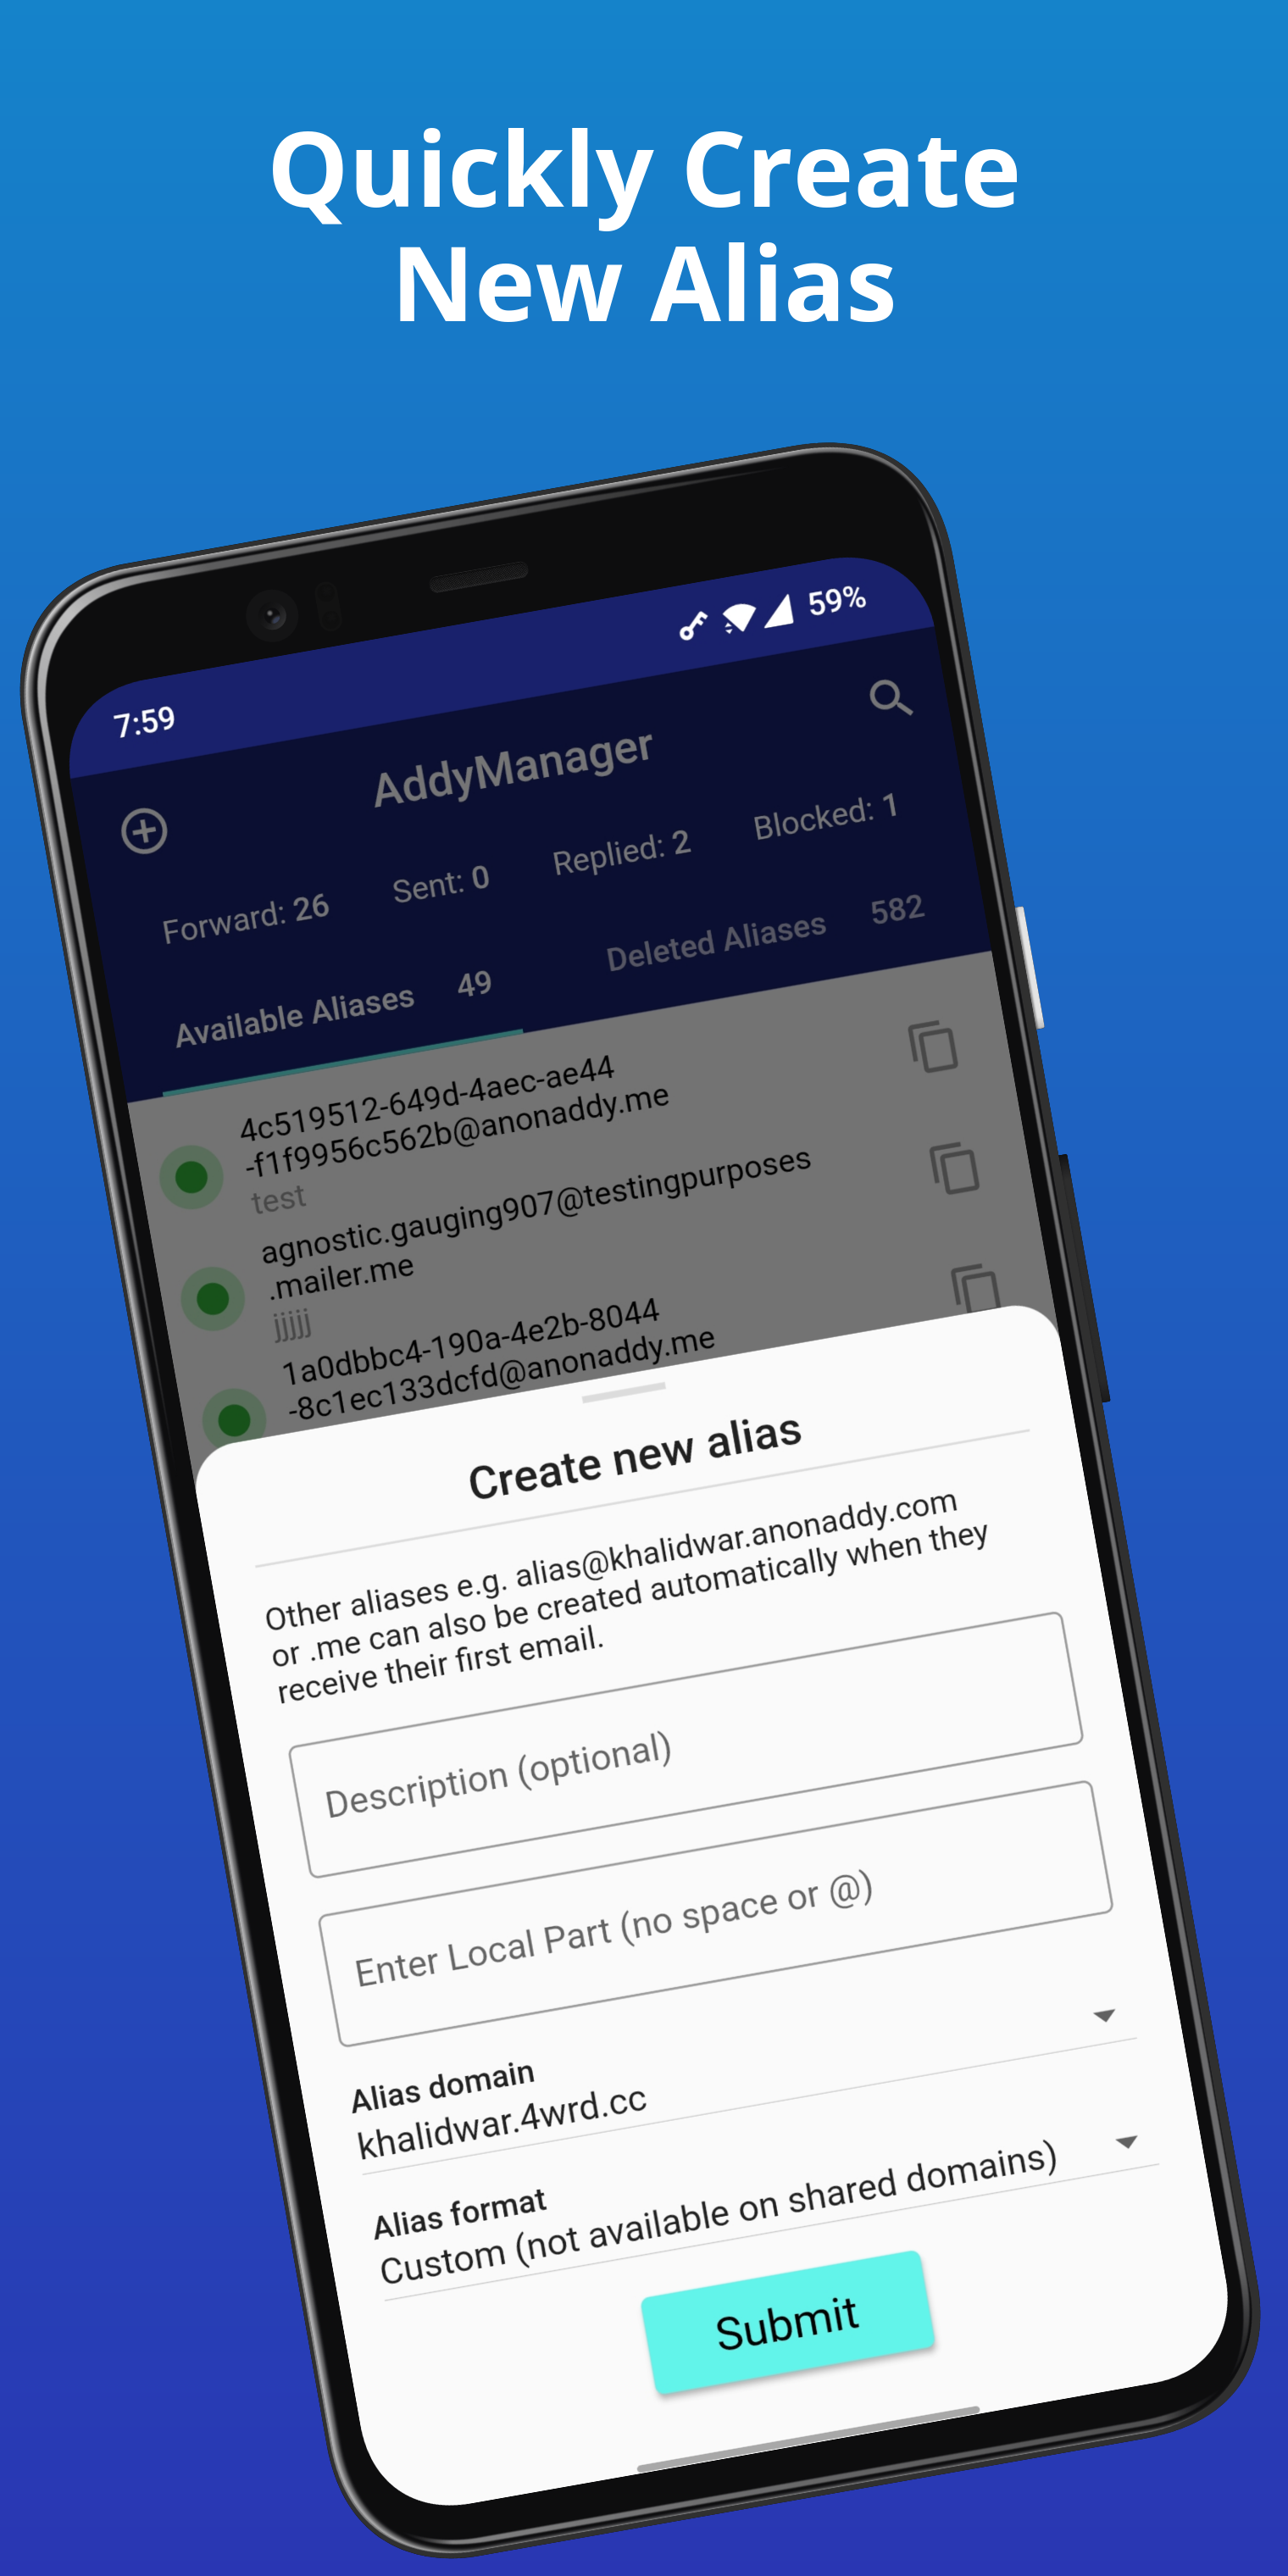 Quickly Create
New Alias
7:59
59%
AddyManager
Forward: 26
Sent: 0
Replied: 2
Blocked: 1
Available Aliases 49
Deleted Aliases 582
4c519512-649d-4aec-ae44
-f1f9956c562b@anonaddy.me
test
agnostic.gauging907@testingpurposes
.mailer.me
jjjjj
1a0dbbc4-190a-4e2b-8044
-8c1ec133dcfd@anonaddy.me
Create new alias
Other aliases e.g. alias@khalidwar.anonaddy.com
or .me can also be created automatically when they
receive their first email.
Description (optional)
Enter Local Part (no space or @)
Alias domain
khalidwar.4wrd.cc
Alias format
Custom (not available on shared domains)
Submit